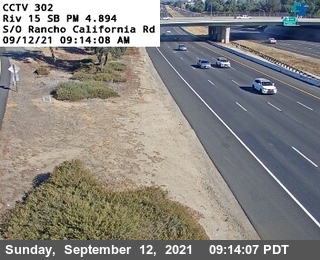 CCTV 302
Riv 15 SB PM 4.894
S/O Rancho California Rd
09/12/21 09:14:08 AM
Sunday, September 12, 2021 09:14:07 PDT